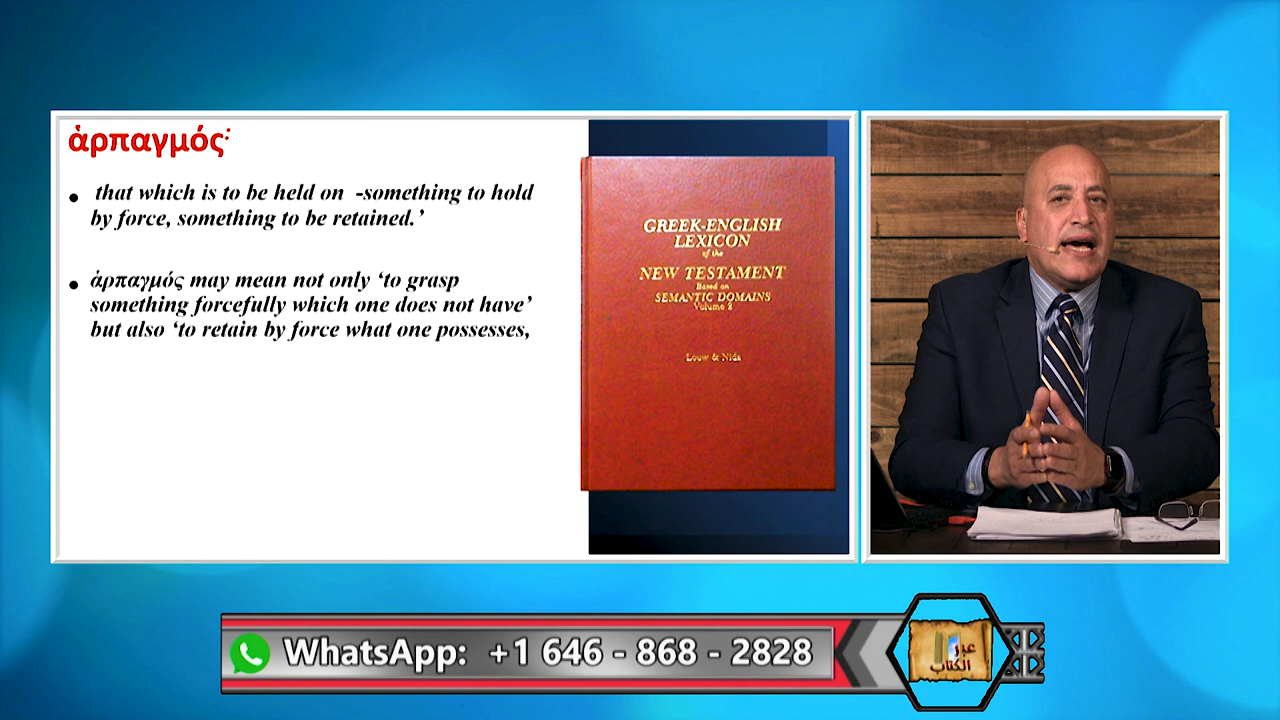 ἁρπαγμός:
• that which is to be held on -something to hold
by force, something to be retained.’
• ἁρπαγμός may mean not only ‘to grasp
something forcefully which one does not have’
but also ‘to retain by force what one possesses,
GREEK-ENGLISH
LEXICON
of the
NEW TESTAMENT
Based on
SEMANTIC DOMAINS
Volume 2
Louw & Nida
WhatsApp: +1 646 - 868 - 2828
عبر
الكتاب